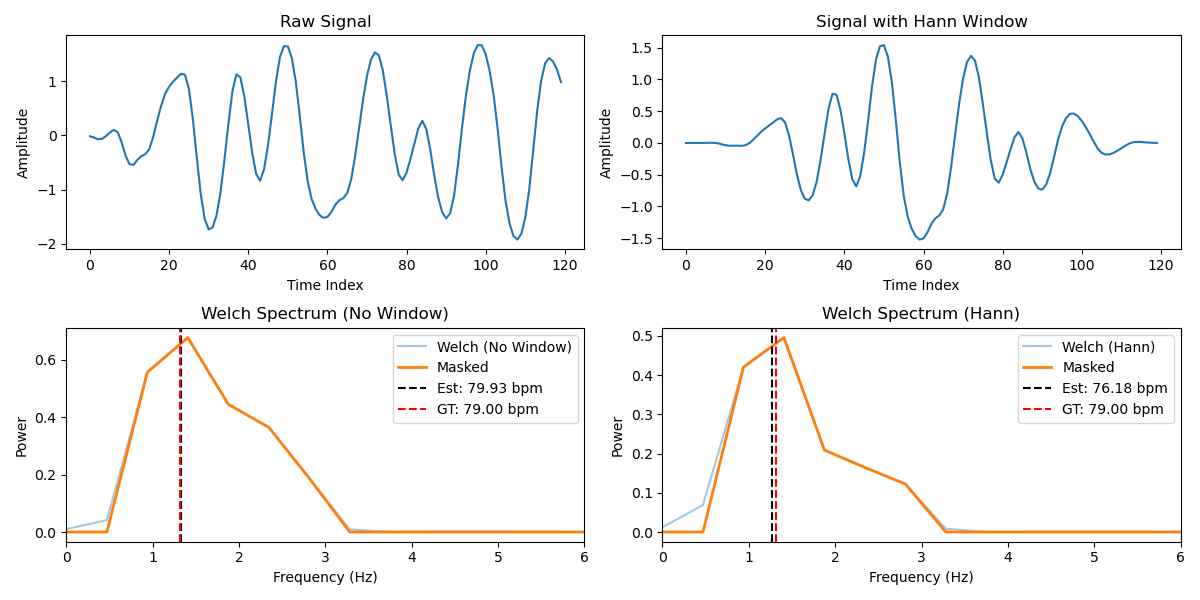 Raw Signal
Amplitude
1
0
−1
−2
0 20 40 60 80 100 120
Time Index
Signal with Hann Window
Amplitude
1.5
1.0
0.5
0.0
−0.5
−1.0
−1.5
0 20 40 60 80 100 120
Time Index
Welch Spectrum (No Window)
Power
0.6
0.4
0.2
0.0
Welch (No Window)
Masked
Est: 79.93 bpm
GT: 79.00 bpm
0 1 2 3 4 5 6
Frequency (Hz)
Welch Spectrum (Hann)
Power
0.5
0.4
0.3
0.2
0.1
0.0
Welch (Hann)
Masked
Est: 76.18 bpm
GT: 79.00 bpm
0 1 2 3 4 5 6
Frequency (Hz)